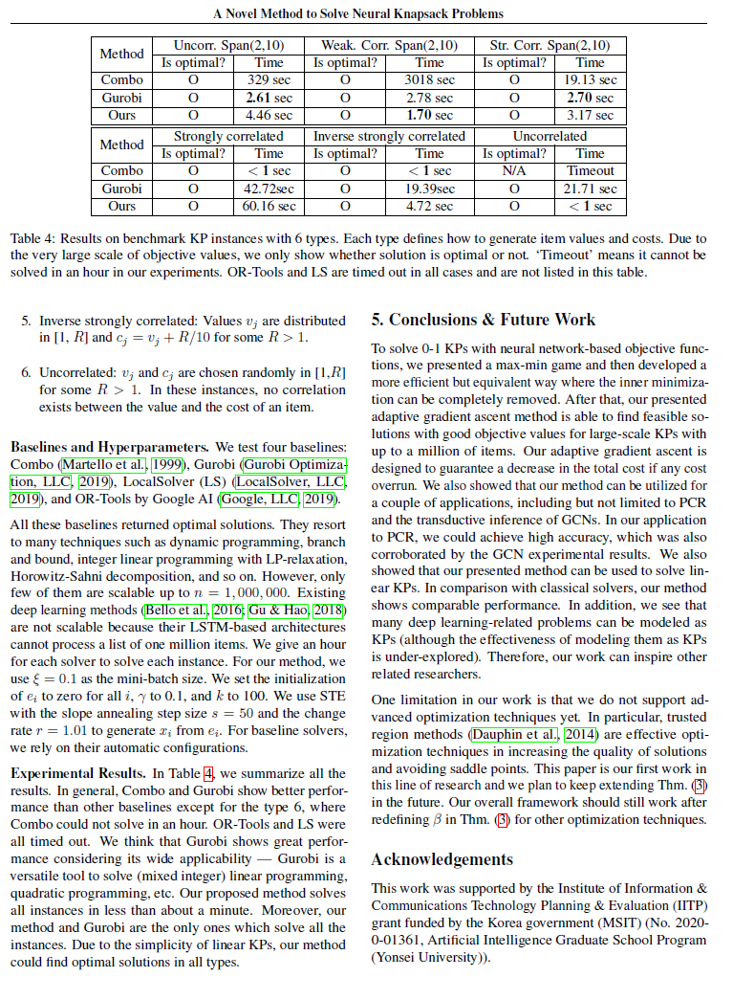 A Novel Method to Solve Neural Knapsack Problems
Method Uncorr. Span(2,10) Weak. Corr. Span(2,10) Str. Corr. Span(2,10)
Is optimal? Time Is optimal? Time Is optimal? Time
Combo O 329 sec O 3018 sec O 19.13 sec
Gurobi O 2.61 sec O 2.78 sec O 2.70 sec
Ours O 4.46 sec O 1.70 sec O 3.17 sec
Method Strongly correlated Inverse strongly correlated Uncorrelated
Is optimal? Time Is optimal? Time Is optimal? Time
Combo O < 1 sec O < 1 sec N/A Timeout
Gurobi O 42.72sec O 19.39sec O 21.71 sec
Ours O 60.16 sec O 4.72 sec O < 1 sec
Table 4: Results on benchmark KP instances with 6 types. Each type defines how to generate item values and costs. Due to
the very large scale of objective values, we only show whether solution is optimal or not. ‘Timeout’ means it cannot be
solved in an hour in our experiments. OR-Tools and LS are timed out in all cases and are not listed in this table.
5. Inverse strongly correlated: Values v_j are distributed
in [1, R] and c_j = v_j + R/10 for some R > 1.
6. Uncorrelated: v_j and c_j are chosen randomly in [1,R]
for some R > 1. In these instances, no correlation
exists between the value and the cost of an item.
Baselines and Hyperparameters. We test four baselines:
Combo (Martello et al., 1999), Gurobi (Gurobi Optimiza-
tion, LLC, 2019), LocalSolver (LS) (LocalSolver, LLC,
2019), and OR-Tools by Google AI (Google, LLC, 2019).
All these baselines returned optimal solutions. They resort
to many techniques such as dynamic programming, branch
and bound, integer linear programming with LP-relaxation,
Horowitz-Sahni decomposition, and so on. However, only
few of them are scalable up to n = 1, 000, 000. Existing
deep learning methods (Bello et al., 2016; Gu & Hao, 2018)
are not scalable because their LSTM-based architectures
cannot process a list of one million items. We give an hour
for each solver to solve each instance. For our method, we
use ξ = 0.1 as the mini-batch size. We set the initialization
of e_i to zero for all i, γ to 0.1, and k to 100. We use STE
with the slope annealing step size s = 50 and the change
rate r = 1.01 to generate x_i from e_i. For baseline solvers,
we rely on their automatic configurations.
Experimental Results. In Table 4, we summarize all the
results. In general, Combo and Gurobi show better perfor-
mance than other baselines except for the type 6, where
Combo could not solve in an hour. OR-Tools and LS were
all timed out. We think that Gurobi shows great perfor-
mance considering its wide applicability — Gurobi is a
versatile tool to solve (mixed integer) linear programming,
quadratic programming, etc. Our proposed method solves
all instances in less than about a minute. Moreover, our
method and Gurobi are the only ones which solve all the
instances. Due to the simplicity of linear KPs, our method
could find optimal solutions in all types.
5. Conclusions & Future Work
To solve 0-1 KPs with neural network-based objective func-
tions, we presented a max-min game and then developed a
more efficient but equivalent way where the inner minimiza-
tion can be completely removed. After that, our presented
adaptive gradient ascent method is able to find feasible so-
lutions with good objective values for large-scale KPs with
up to a million of items. Our adaptive gradient ascent is
designed to guarantee a decrease in the total cost if any cost
overrun. We also showed that our method can be utilized for
a couple of applications, including but not limited to PCR
and the transductive inference of GCNs. In our application
to PCR, we could achieve high accuracy, which was also
corroborated by the GCN experimental results. We also
showed that our presented method can be used to solve lin-
ear KPs. In comparison with classical solvers, our method
shows comparable performance. In addition, we see that
many deep learning-related problems can be modeled as
KPs (although the effectiveness of modeling them as KPs
is under-explored). Therefore, our work can inspire other
related researchers.
One limitation in our work is that we do not support ad-
vanced optimization techniques yet. In particular, trusted
region methods (Dauphin et al., 2014) are effective opti-
mization techniques in increasing the quality of solutions
and avoiding saddle points. This paper is our first work in
this line of research and we plan to keep extending Thm. (3)
in the future. Our overall framework should still work after
redefining β in Thm. (3) for other optimization techniques.
Acknowledgements
This work was supported by the Institute of Information &
Communications Technology Planning & Evaluation (IITP)
grant funded by the Korea government (MSIT) (No. 2020-
0-01361, Artificial Intelligence Graduate School Program
(Yonsei University)).